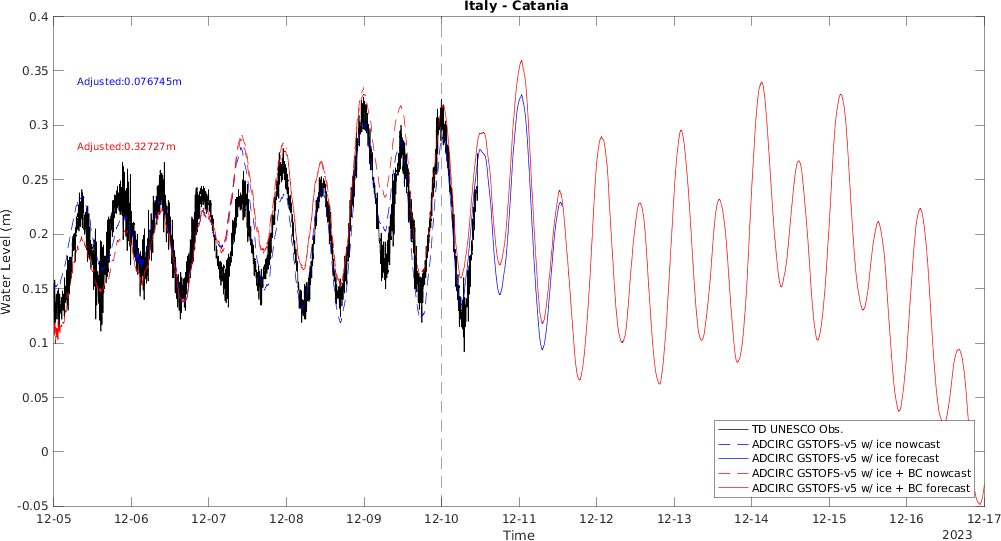 Italy - Catania
0.4
0.35
0.3
0.25
0.2
0.15
0.1
0.05
0
-0.05
Water Level (m)
Adjusted:0.076745m
Adjusted:0.32727m
TD UNESCO Obs.
ADCIRC GSTOFS-v5 w/ ice nowcast
ADCIRC GSTOFS-v5 w/ ice forecast
ADCIRC GSTOFS-v5 w/ ice + BC nowcast
ADCIRC GSTOFS-v5 w/ ice + BC forecast
12-05 12-06 12-07 12-08 12-09 12-10 12-11 12-12 12-13 12-14 12-15 12-16 12-17
Time
2023